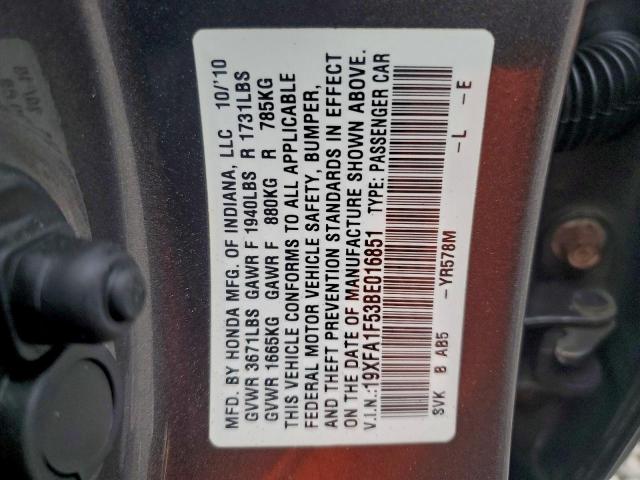 MFD. BY HONDA MFG. OF INDIANA, LLC 10/'10
GVWR 3671LBS GAWR F 1940LBS R 1731LBS
GVWR 1665KG GAWR F 880KG R 785KG
THIS VEHICLE CONFORMS TO ALL APPLICABLE
FEDERAL MOTOR VEHICLE SAFETY, BUMPER,
AND THEFT PREVENTION STANDARDS IN EFFECT
ON THE DATE OF MANUFACTURE SHOWN ABOVE.
V.I.N.:19XFA1F53BE016851 TYPE: PASSENGER CAR
SVK B AB5 -YR578M -L -E